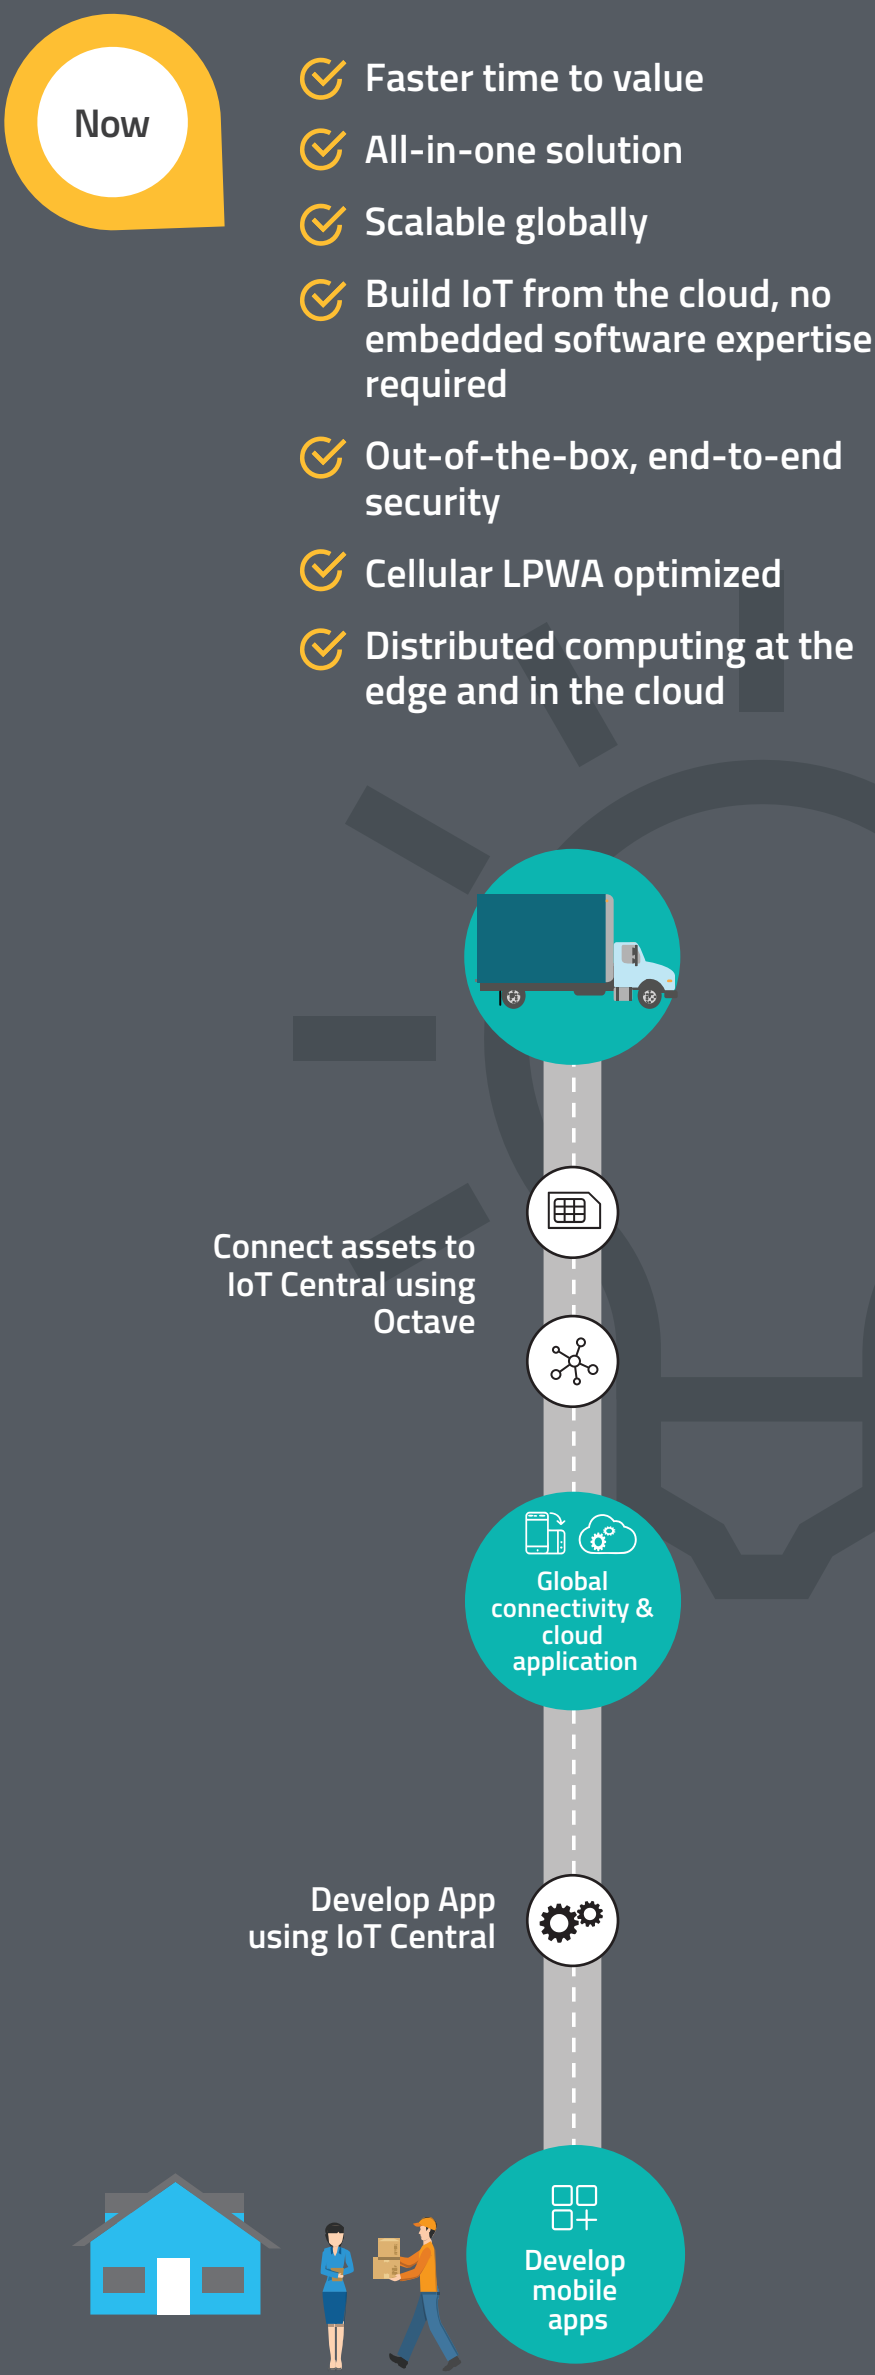 Now
Faster time to value
All-in-one solution
Scalable globally
Build IoT from the cloud, no
embedded software expertise
required
Out-of-the-box, end-to-end
security
Cellular LPWA optimized
Distributed computing at the
edge and in the cloud
Connect assets to
IoT Central using
Octave
Global
connectivity &
cloud
application
Develop App
using IoT Central
Develop
mobile
apps